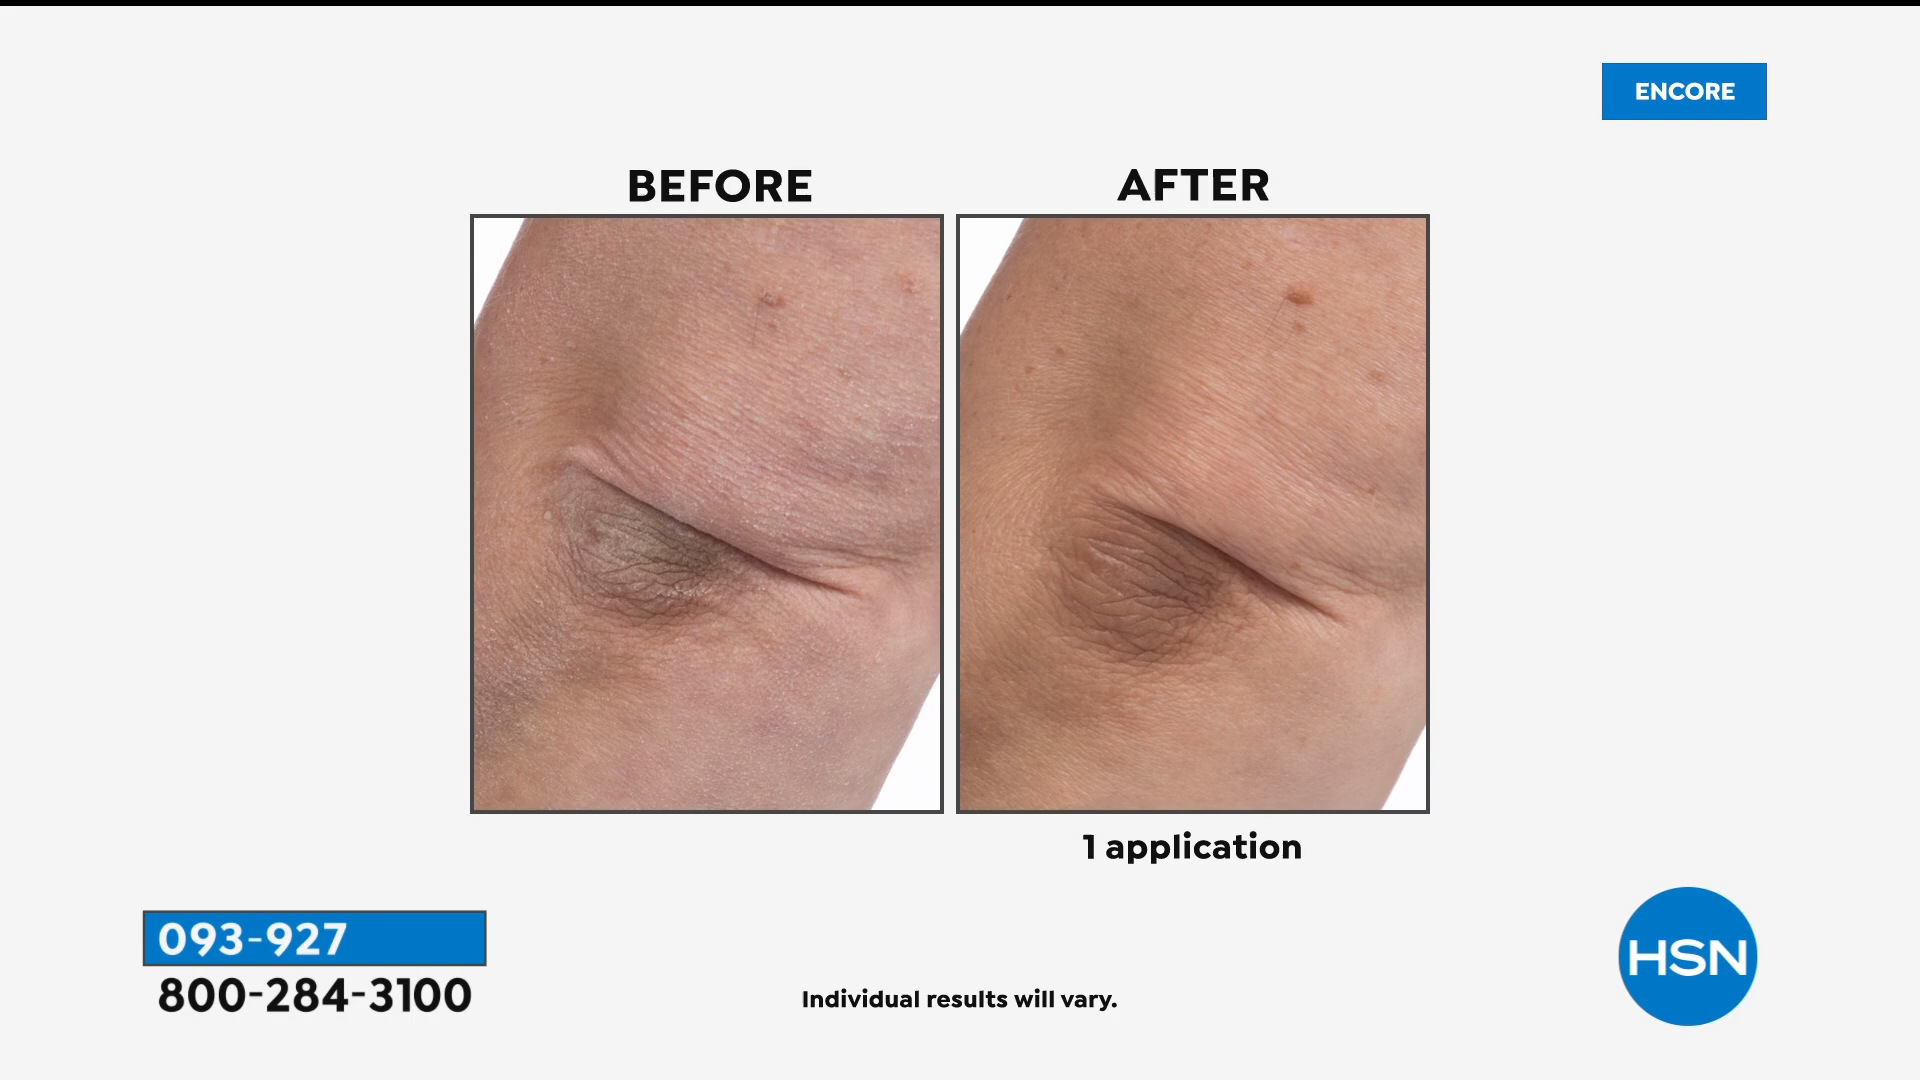 ENCORE
BEFORE
AFTER
1 application
093-927
800-284-3100
Individual results will vary.
HSN